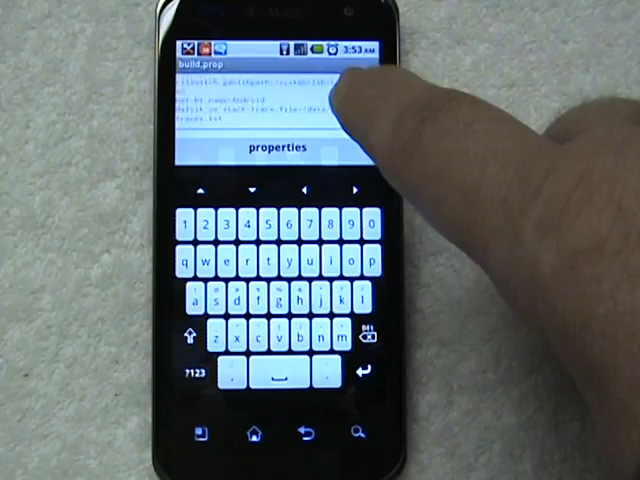 T-Mobile
3:53 AM
build.prop
net.bt.name=Android
dalvik.vm.stack-trace-file=/data
traces.txt
properties
1 2 3 4 5 6 7 8 9 0
q w e r t y u i o p
a s d f g h j k l
z x c v b n m DEL
?123 , .